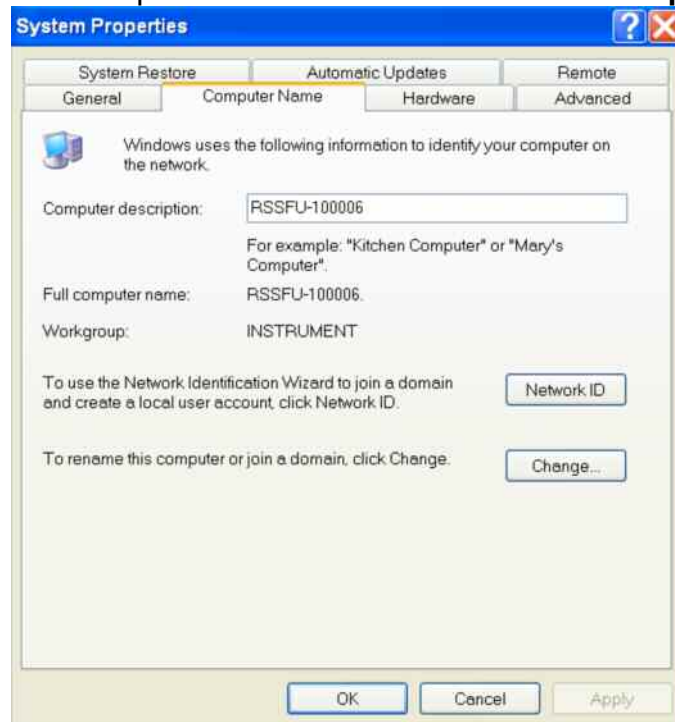 System Properties
?
System Restore Automatic Updates Remote
General Computer Name Hardware Advanced
Windows uses the following information to identify your computer on
the network.
Computer description: RSSFU-100006
For example: "Kitchen Computer" or "Mary's
Computer".
Full computer name: RSSFU-100006.
Workgroup: INSTRUMENT
To use the Network Identification Wizard to join a domain
and create a local user account, click Network ID.
Network ID
To rename this computer or join a domain, click Change.
Change...
OK Cancel Apply